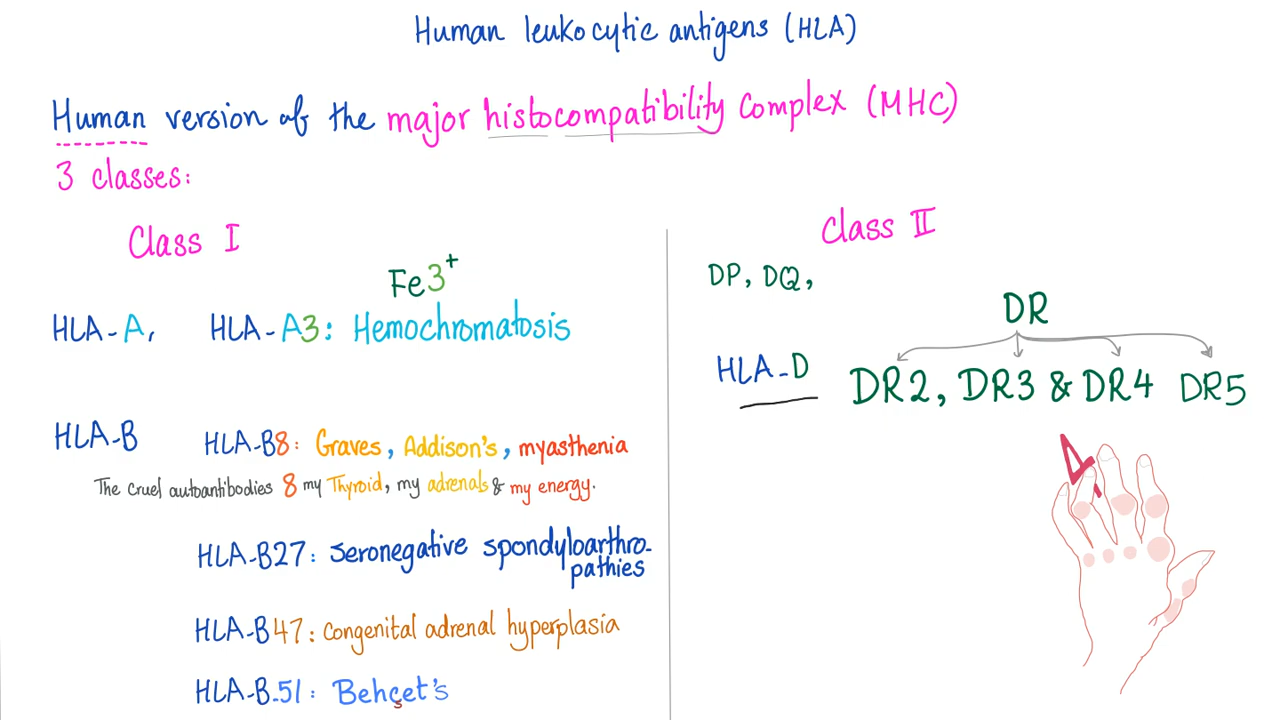 Human leukocytic antigens (HLA)
Human version of the major histocompatibility complex (MHC)
3 classes:
Class I
Fe3+
HLA-A, HLA-A3: Hemochromatosis
HLA-B HLA-B8: Graves, Addison's, myasthenia
The cruel autoantibodies 8 my Thyroid, my adrenals & my energy.
HLA-B27: seronegative spondyloarthro-
pathies
HLA-B47: congenital adrenal hyperplasia
HLA-B51: Behçet's
Class II
DP, DQ,
DR
HLA-D DR2, DR3 & DR4 DR5
4